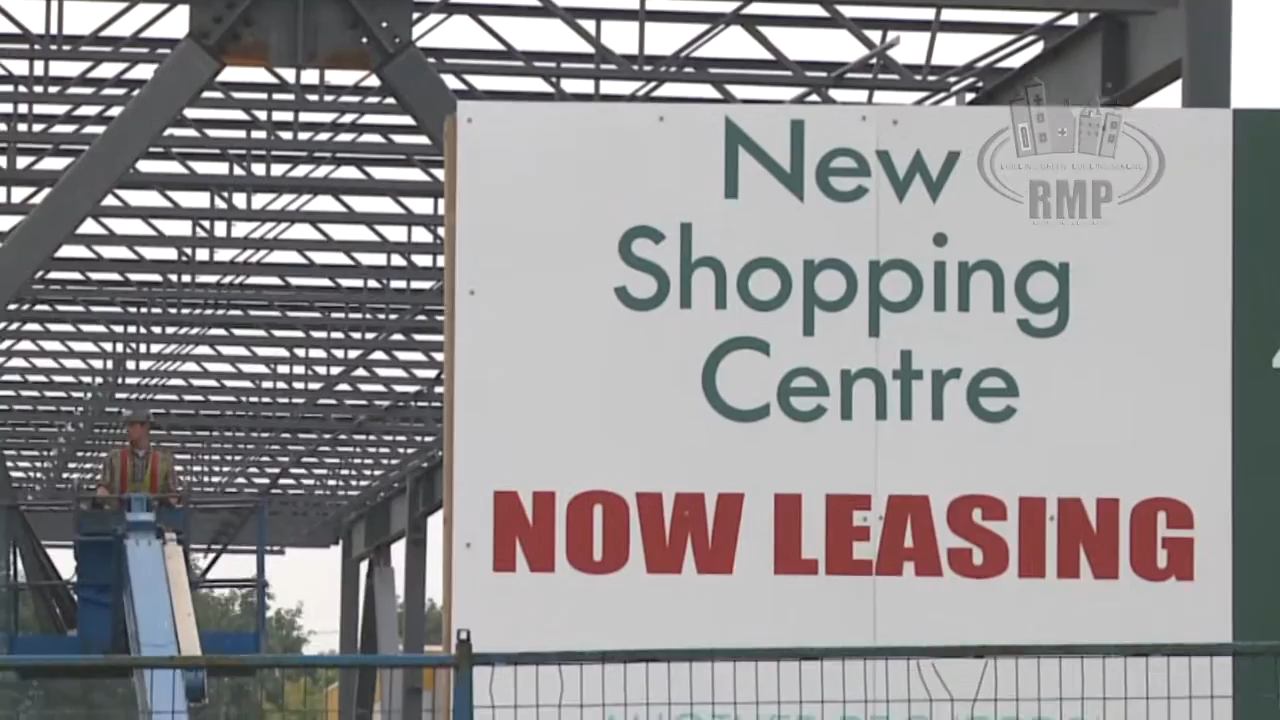 New
Shopping
Centre
NOW LEASING
RMP